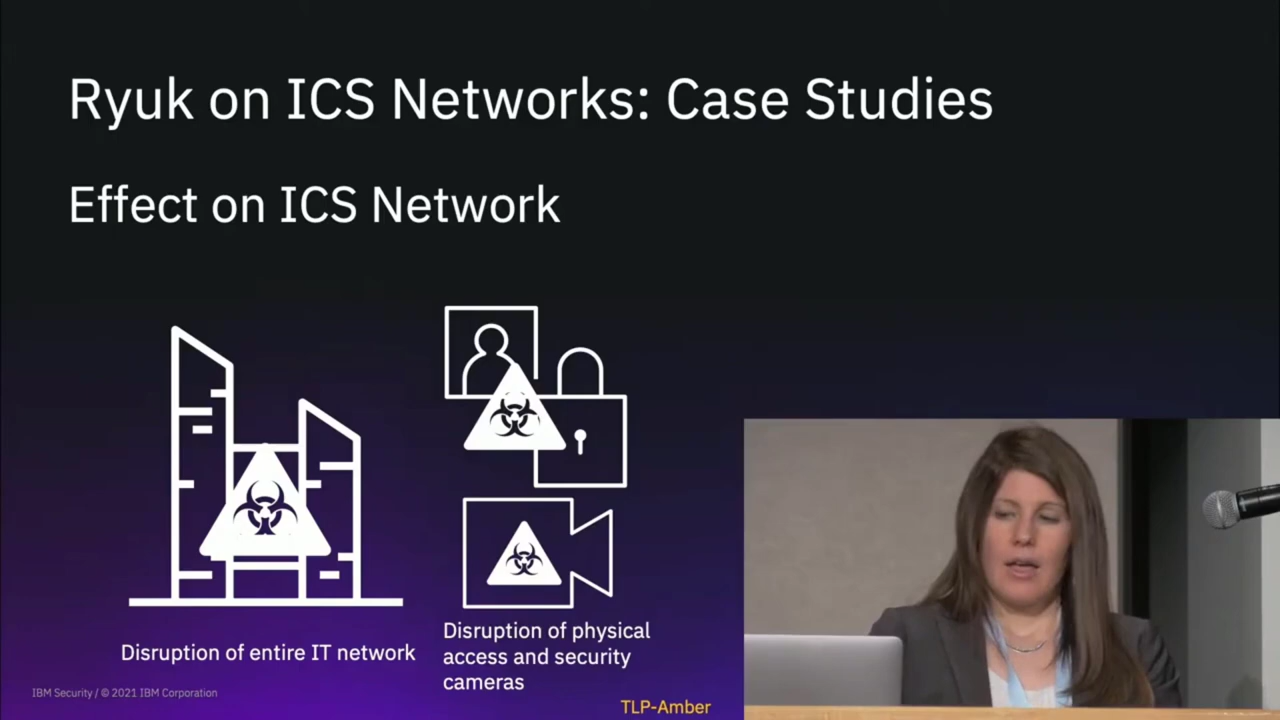 Ryuk on ICS Networks: Case Studies
Effect on ICS Network
Disruption of entire IT network
Disruption of physical
access and security
cameras
IBM Security / © 2021 IBM Corporation
TLP-Amber